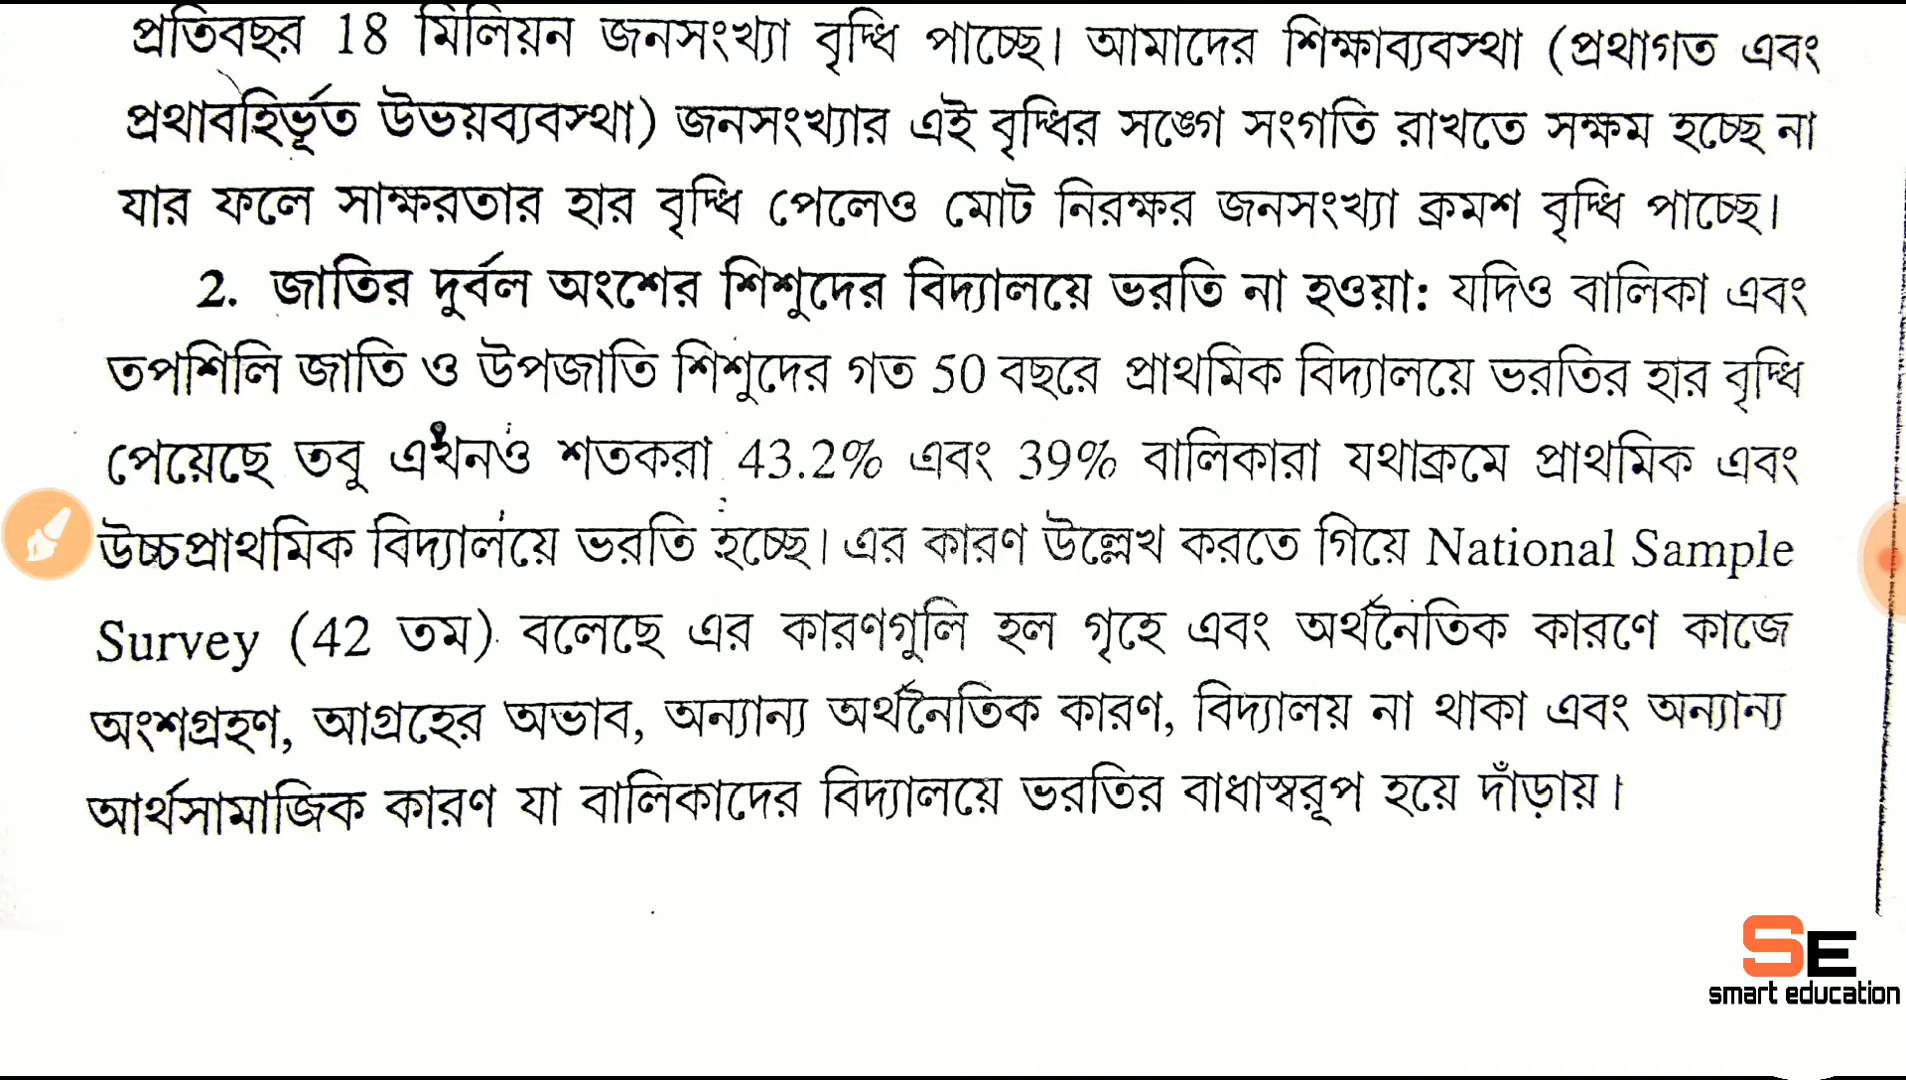 প্রতিবছর 18 মিলিয়ন জনসংখ্যা বৃদ্ধি পাচ্ছে। আমাদের শিক্ষাব্যবস্থা (প্রথাগত এবং
প্রথাবহির্ভূত উভয়ব্যবস্থা) জনসংখ্যার এই বৃদ্ধির সঙ্গে সংগতি রাখতে সক্ষম হচ্ছে না
যার ফলে সাক্ষরতার হার বৃদ্ধি পেলেও মোট নিরক্ষর জনসংখ্যা ক্রমশ বৃদ্ধি পাচ্ছে।
2. জাতির দুর্বল অংশের শিশুদের বিদ্যালয়ে ভরতি না হওয়া: যদিও বালিকা এবং
তপশিলি জাতি ও উপজাতি শিশুদের গত 50 বছরে প্রাথমিক বিদ্যালয়ে ভরতির হার বৃদ্ধি
পেয়েছে তবু এখনও শতকরা 43.2% এবং 39% বালিকারা যথাক্রমে প্রাথমিক এবং
উচ্চপ্রাথমিক বিদ্যালয়ে ভরতি হচ্ছে। এর কারণ উল্লেখ করতে গিয়ে National Sample
Survey (42 তম) বলেছে এর কারণগুলি হল গৃহে এবং অর্থনৈতিক কারণে কাজে
অংশগ্রহণ, আগ্রহের অভাব, অন্যান্য অর্থনৈতিক কারণ, বিদ্যালয় না থাকা এবং অন্যান্য
আর্থসামাজিক কারণ যা বালিকাদের বিদ্যালয়ে ভরতির বাধাস্বরূপ হয়ে দাঁড়ায়।
SE
smart education